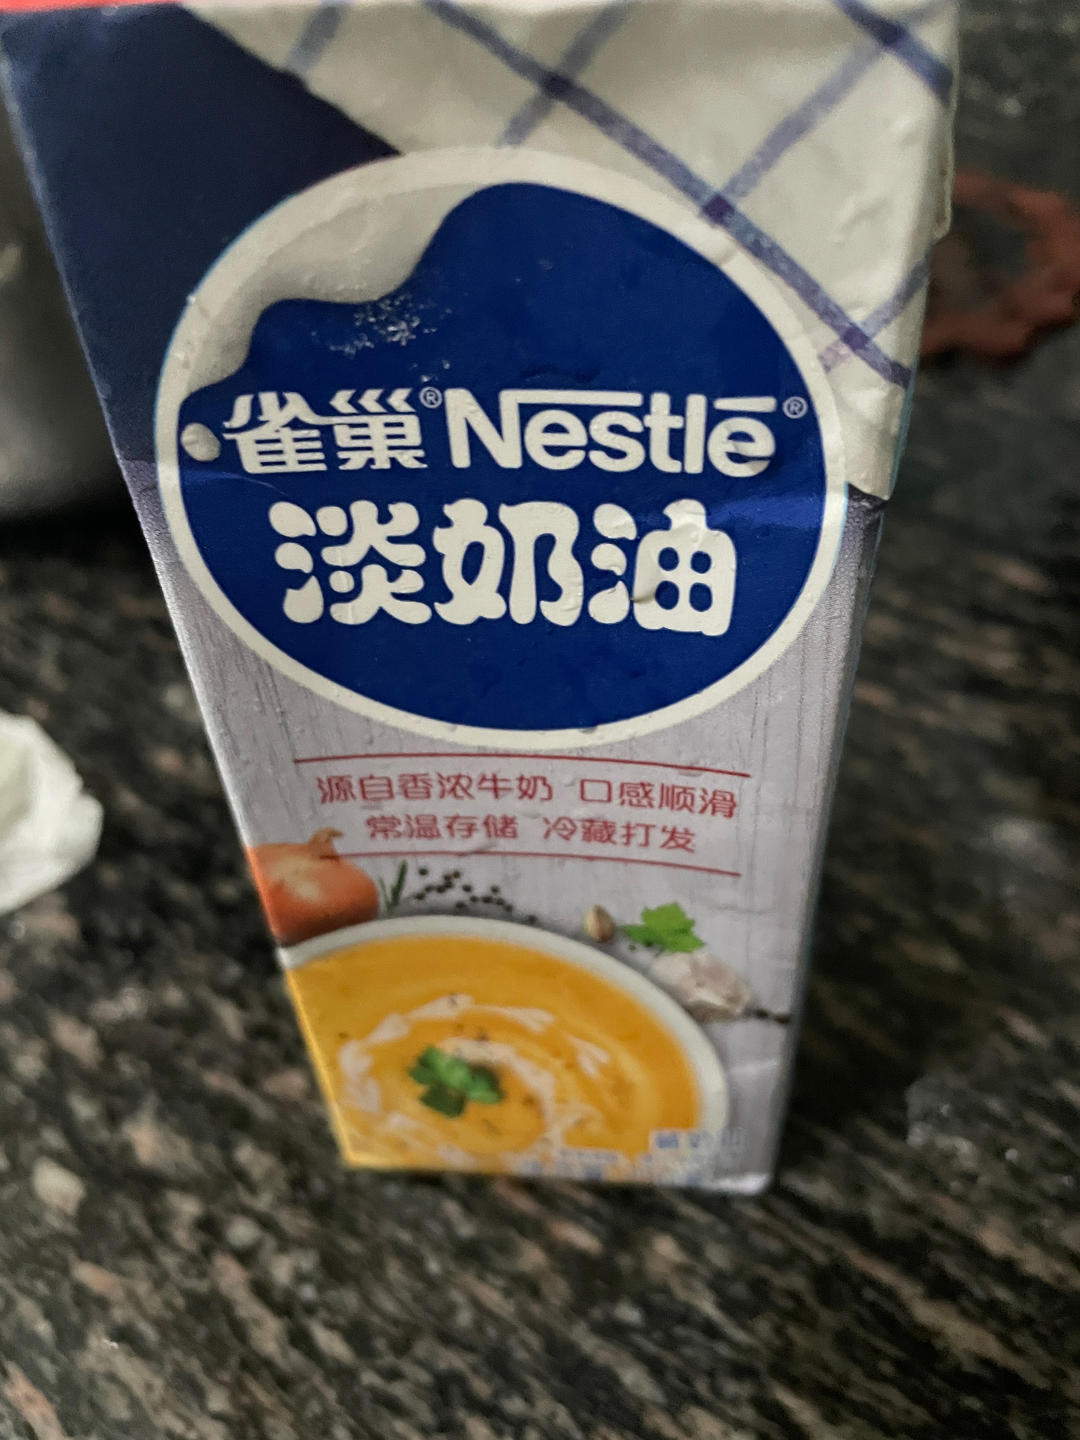 雀巢®Nestlé®
淡奶油
源自香浓牛奶 口感顺滑
常温存储 冷藏打发